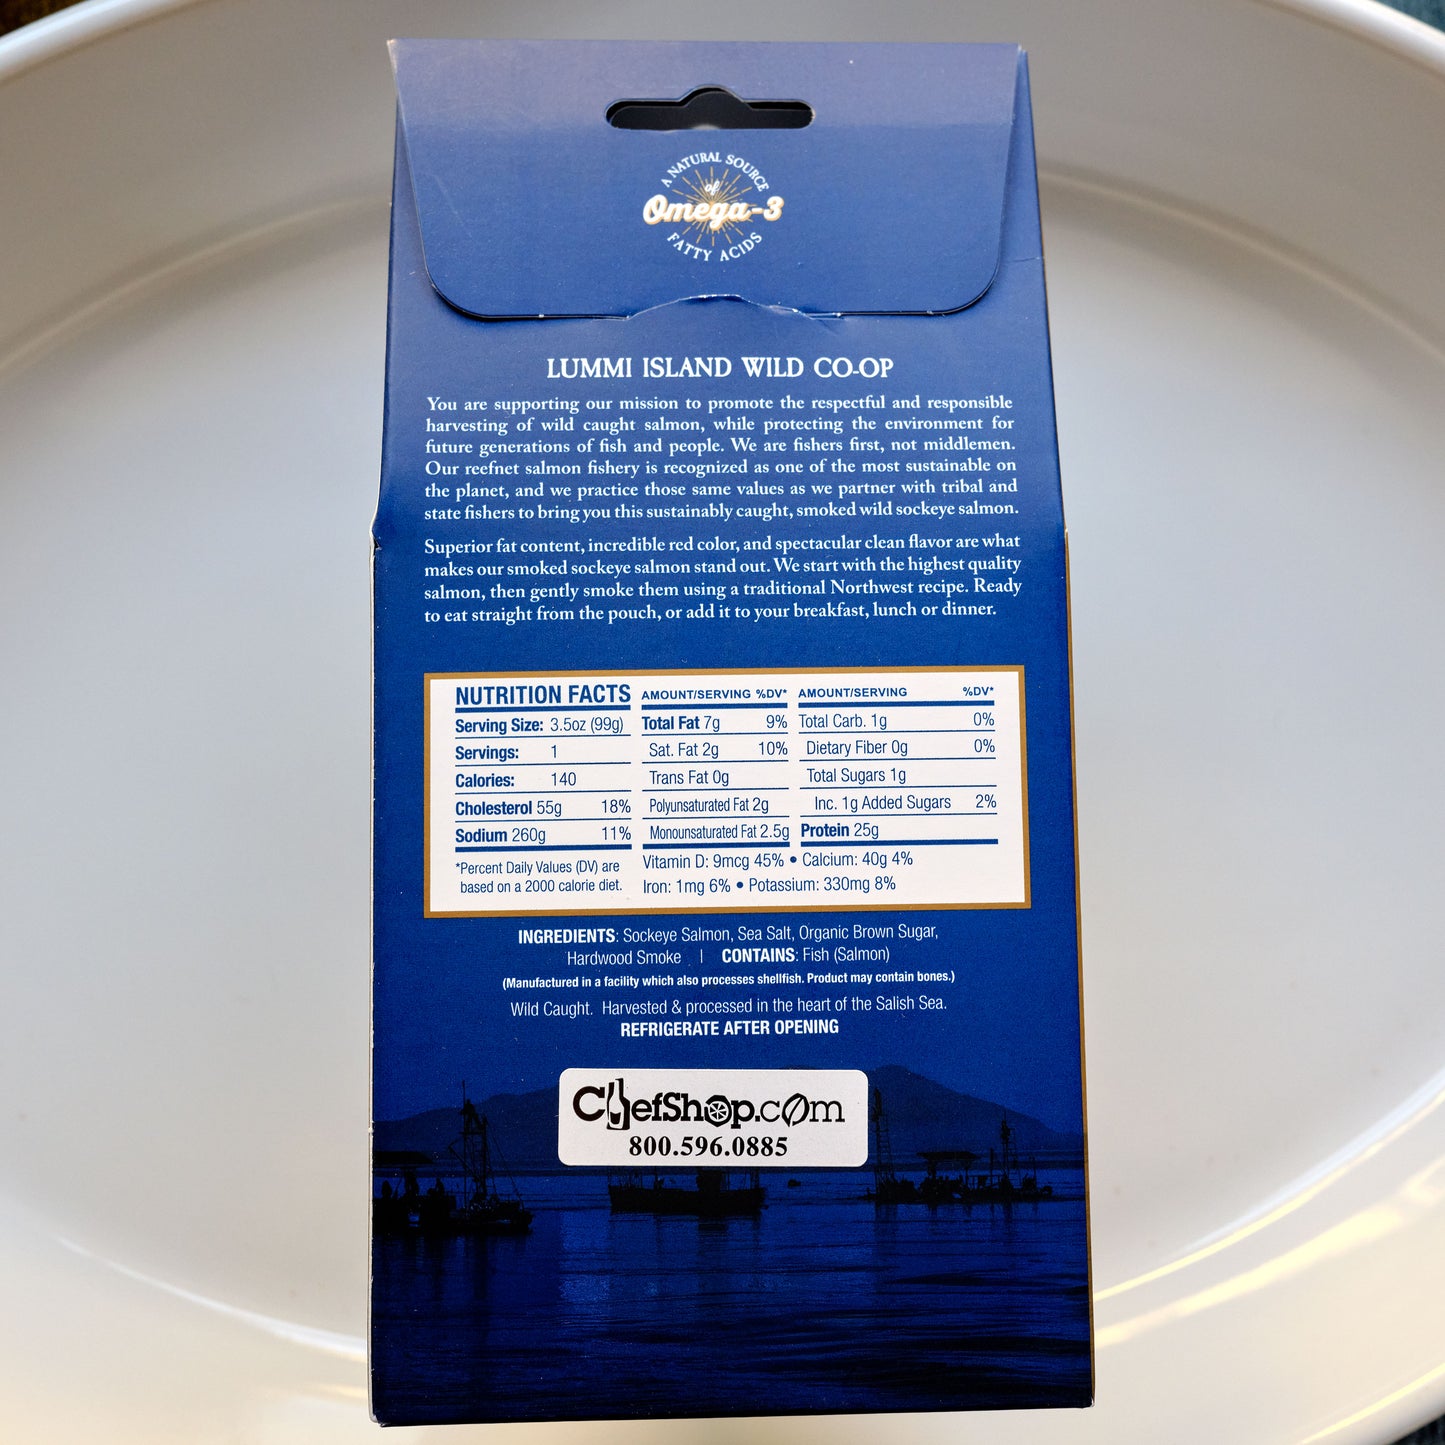 A NATURAL SOURCE
of
Omega-3
FATTY ACIDS
LUMMI ISLAND WILD CO-OP
You are supporting our mission to promote the respectful and responsible
harvesting of wild caught salmon, while protecting the environment for
future generations of fish and people. We are fishers first, not middlemen.
Our reefnet salmon fishery is recognized as one of the most sustainable on
the planet, and we practice those same values as we partner with tribal and
state fishers to bring you this sustainably caught, smoked wild sockeye salmon.
Superior fat content, incredible red color, and spectacular clean flavor are what
makes our smoked sockeye salmon stand out. We start with the highest quality
salmon, then gently smoke them using a traditional Northwest recipe. Ready
to eat straight from the pouch, or add it to your breakfast, lunch or dinner.
NUTRITION FACTS
Serving Size: 3.5oz (99g)
Servings: 1
Calories: 140
Cholesterol 55g 18%
Sodium 260g 11%
*Percent Daily Values (DV) are
based on a 2000 calorie diet.
AMOUNT/SERVING %DV*
Total Fat 7g 9%
Sat. Fat 2g 10%
Trans Fat 0g
Polyunsaturated Fat 2g
Monounsaturated Fat 2.5g
AMOUNT/SERVING %DV*
Total Carb. 1g 0%
Dietary Fiber 0g 0%
Total Sugars 1g
Inc. 1g Added Sugars 2%
Protein 25g
Vitamin D: 9mcg 45% • Calcium: 40g 4%
Iron: 1mg 6% • Potassium: 330mg 8%
INGREDIENTS: Sockeye Salmon, Sea Salt, Organic Brown Sugar,
Hardwood Smoke | CONTAINS: Fish (Salmon)
(Manufactured in a facility which also processes shellfish. Product may contain bones.)
Wild Caught. Harvested & processed in the heart of the Salish Sea.
REFRIGERATE AFTER OPENING
ChefShop.com
800.596.0885